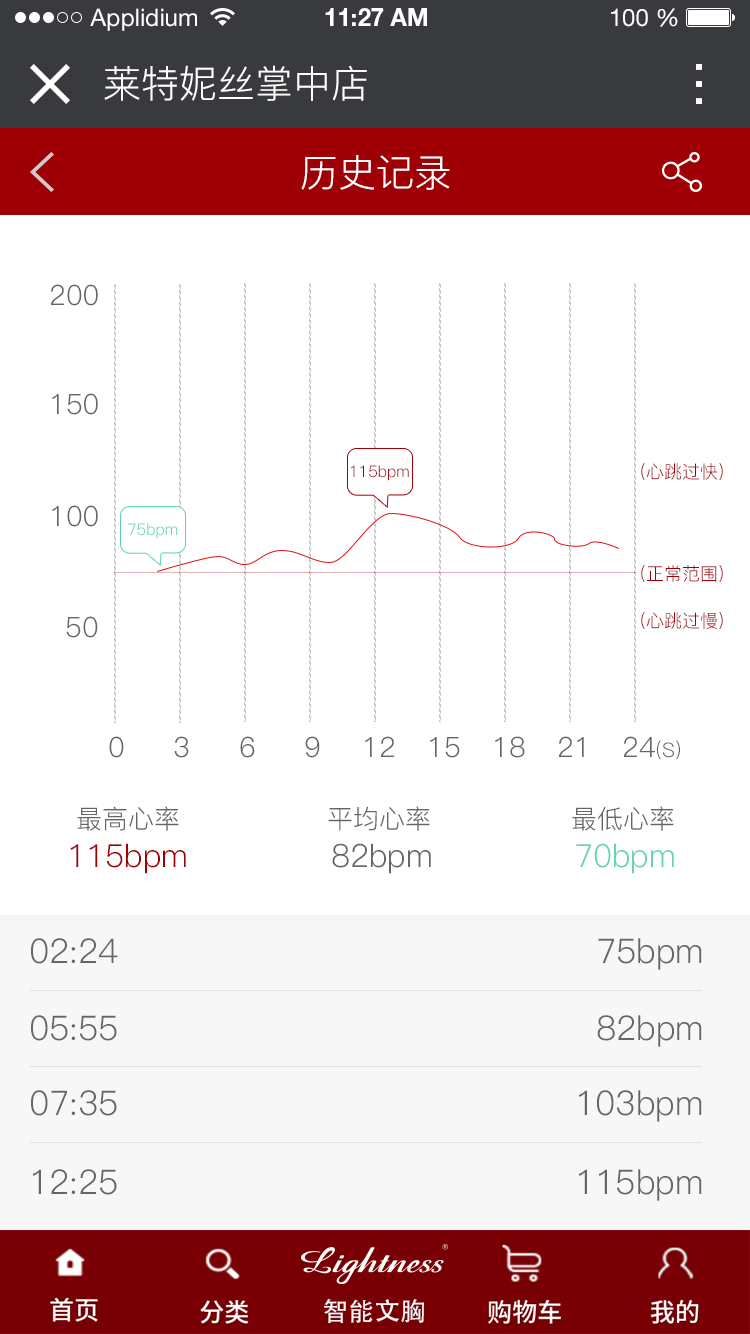 Applidium 11:27 AM 100 %
莱特妮丝掌中店
历史记录
200
150
115bpm
(心跳过快)
100
75bpm
(正常范围)
(心跳过慢)
50
0 3 6 9 12 15 18 21 24(S)
最高心率 平均心率 最低心率
115bpm 82bpm 70bpm
02:24 75bpm
05:55 82bpm
07:35 103bpm
12:25 115bpm
Lightness®
首页 分类 智能文胸 购物车 我的